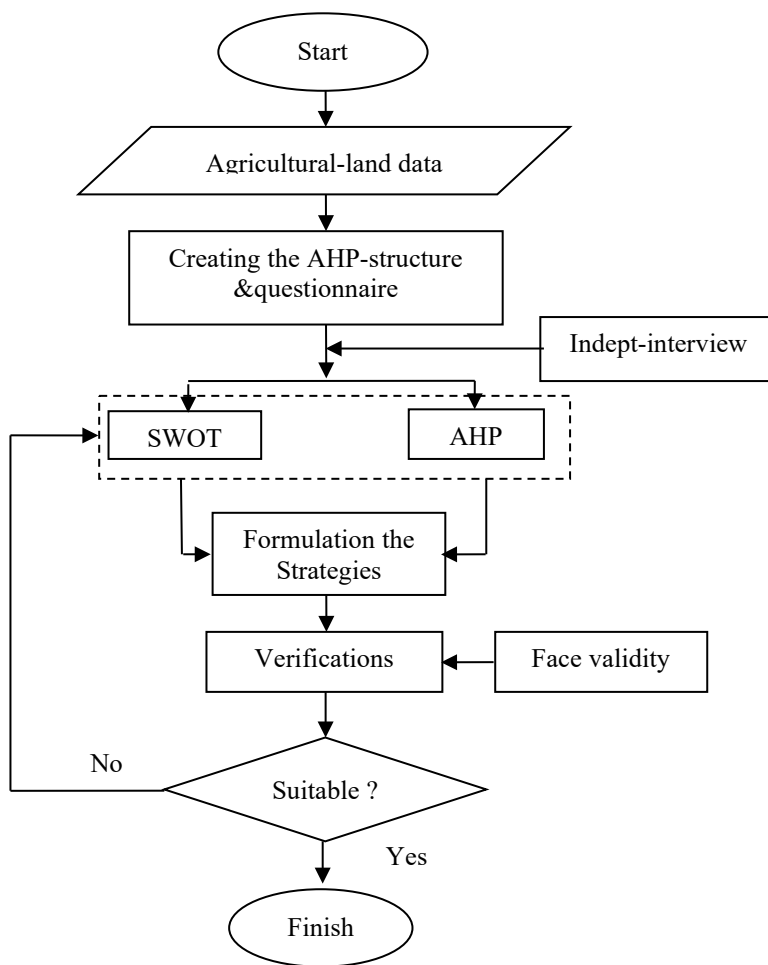 Start
Agricultural-land data
Creating the AHP-structure
&questionnaire
Indept-interview
SWOT
AHP
Formulation the
Strategies
Verifications
Face validity
No
Suitable ?
Yes
Finish